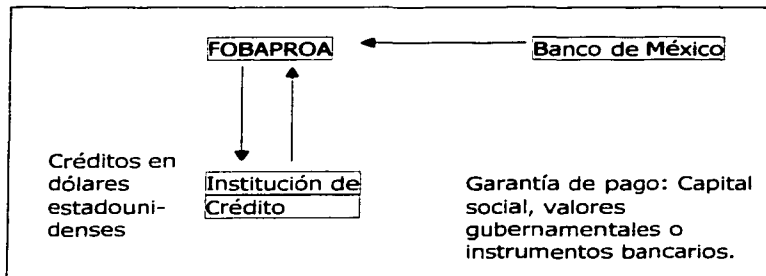 FOBAPROA
Banco de México
Créditos en
dólares
estadouni-
denses
Institución de
Crédito
Garantía de pago: Capital
social, valores
gubernamentales o
instrumentos bancarios.